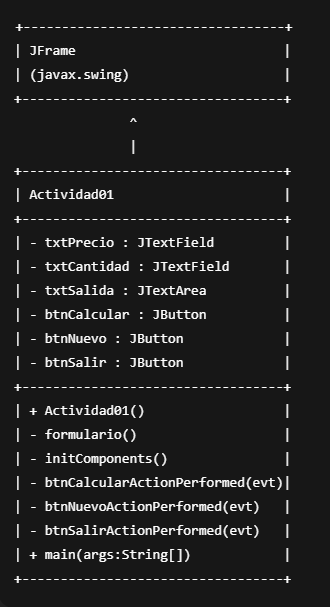 +----------------------------------+
| JFrame                           |
| (javax.swing)                    |
+----------------------------------+
               ^
               |
+----------------------------------+
| Actividad01                      |
+----------------------------------+
| - txtPrecio : JTextField         |
| - txtCantidad : JTextField       |
| - txtSalida : JTextArea          |
| - btnCalcular : JButton          |
| - btnNuevo : JButton             |
| - btnSalir : JButton             |
+----------------------------------+
| + Actividad01()                  |
| - formulario()                   |
| - initComponents()               |
| - btnCalcularActionPerformed(evt)|
| - btnNuevoActionPerformed(evt)   |
| - btnSalirActionPerformed(evt)   |
| + main(args:String[])            |
+----------------------------------+